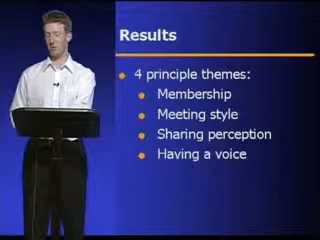 Results
4 principle themes:
Membership
Meeting style
Sharing perception
Having a voice